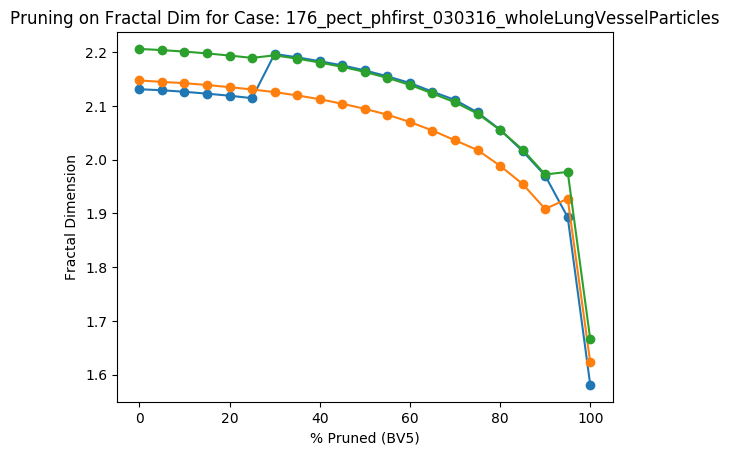 Pruning on Fractal Dim for Case: 176_pect_phfirst_030316_wholeLungVesselParticles
2.2
2.1
2.0
1.9
1.8
1.7
1.6
Fractal Dimension
0 20 40 60 80 100
% Pruned (BV5)